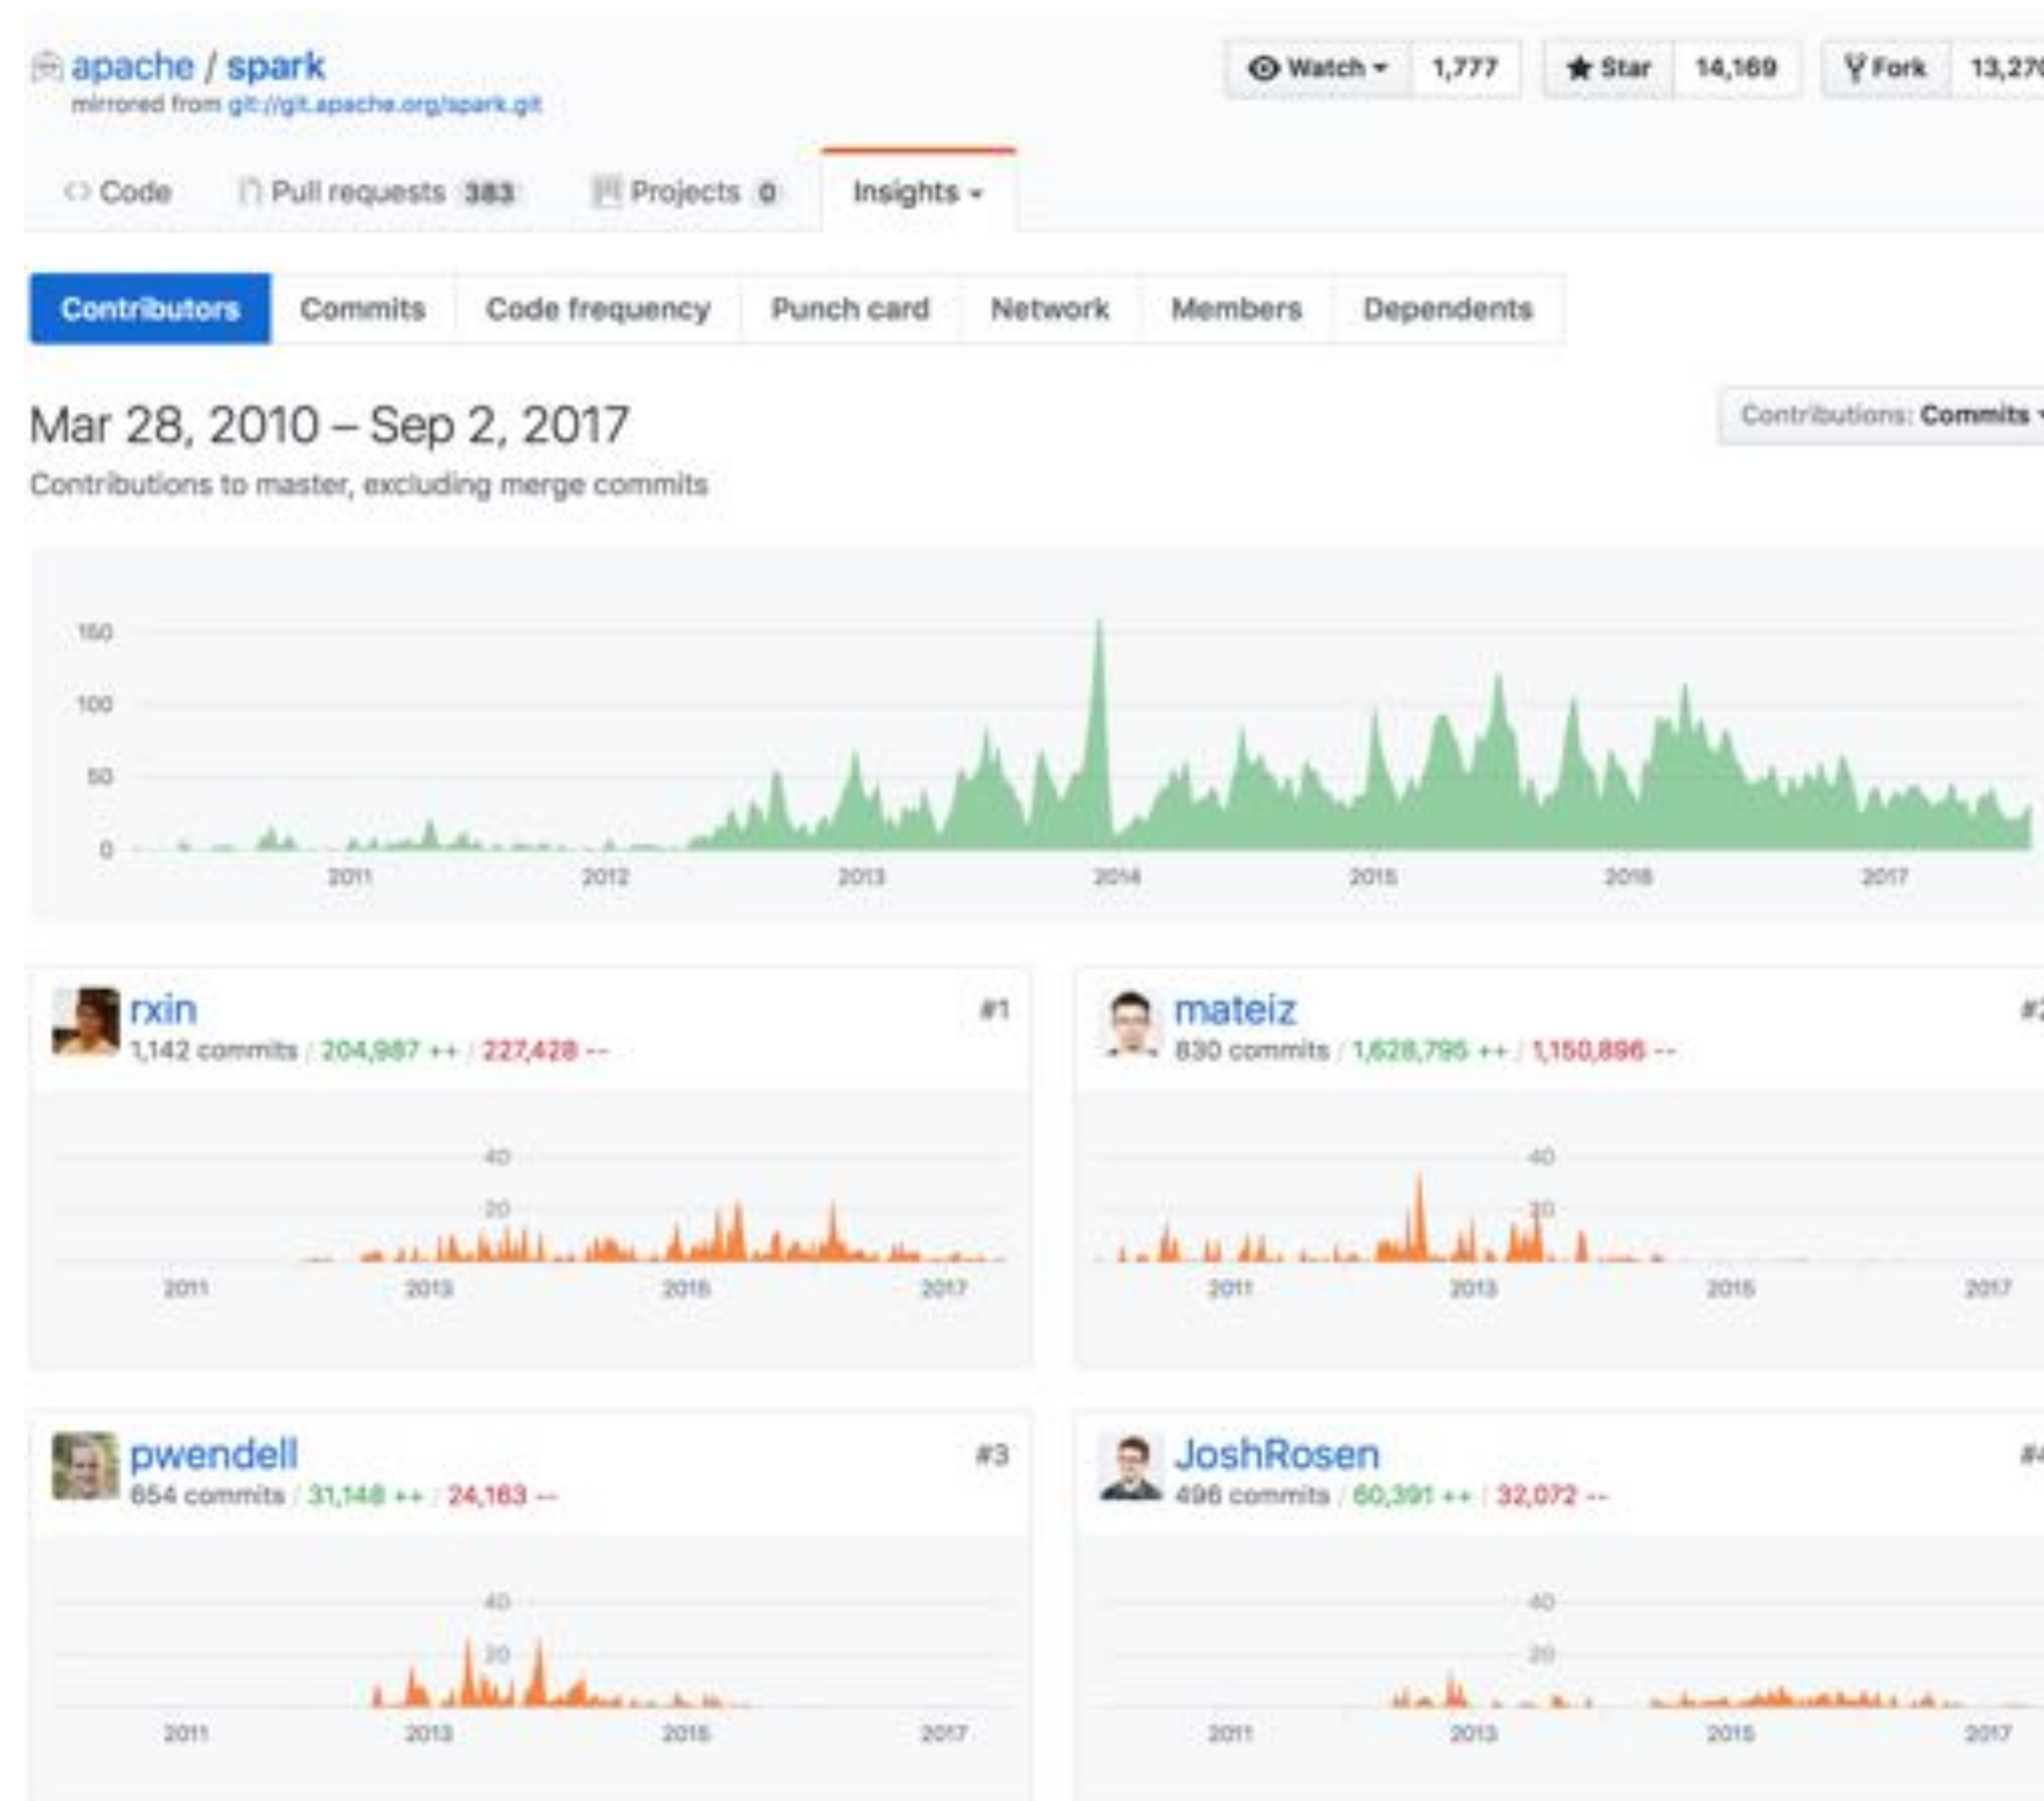 apache / spark
mirrored from git://git.apache.org/spark.git
Watch 1,777 Star 14,169 Fork 13,270
Code Pull requests 383 Projects 0 Insights
Contributors Commits Code frequency Punch card Network Members Dependents
Mar 28, 2010 – Sep 2, 2017
Contributions: Commits
Contributions to master, excluding merge commits
150
100
50
0
2011 2012 2013 2014 2015 2016 2017
rxin #1
1,142 commits / 204,987 ++ / 227,428 --
40
20
2011 2013 2015 2017
mateiz #2
830 commits / 1,628,795 ++ / 1,150,896 --
40
20
2011 2013 2015 2017
pwendell #3
654 commits / 31,148 ++ / 24,163 --
40
20
2011 2013 2015 2017
JoshRosen #4
496 commits / 60,391 ++ / 32,072 --
40
20
2011 2013 2015 2017